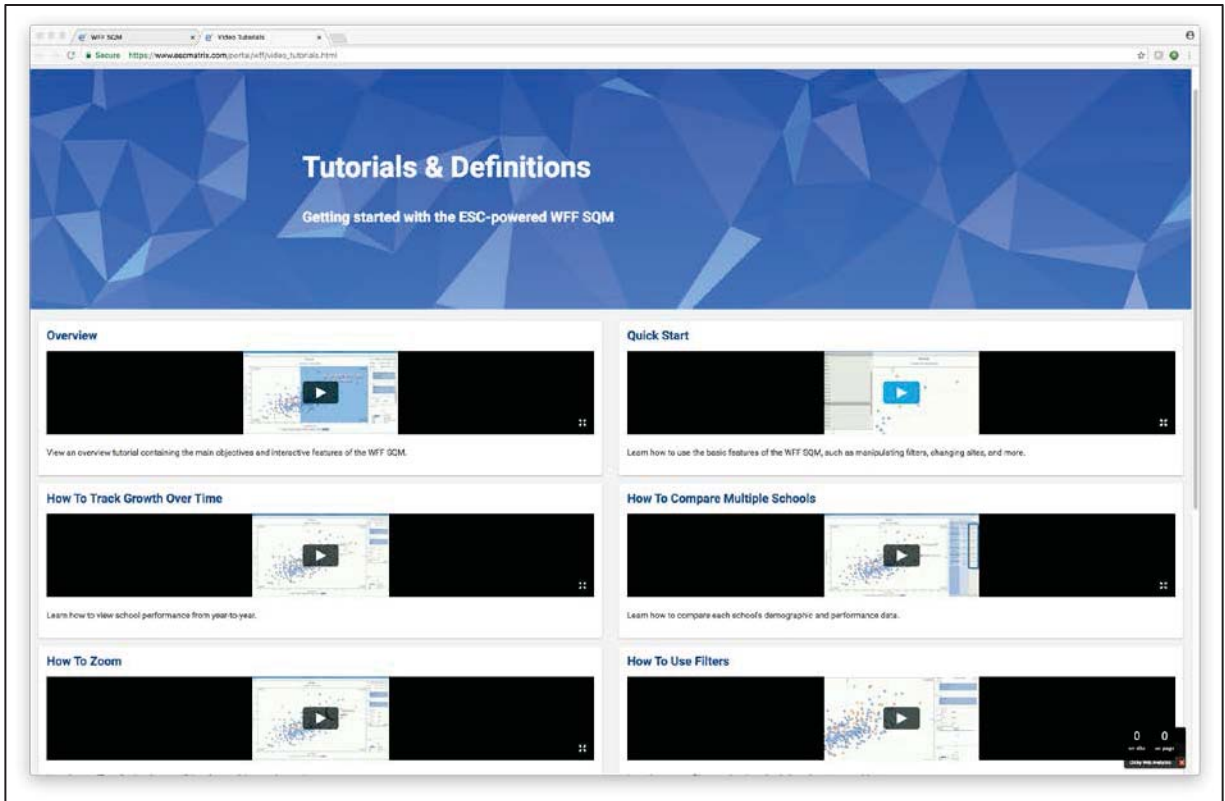 WFF SQM
Video Tutorials
Secure https://www.escmatrix.com/portal/wff/video_tutorials.html
Tutorials & Definitions
Getting started with the ESC-powered WFF SQM
Overview
View an overview tutorial containing the main objectives and interactive features of the WFF SQM.
Quick Start
Learn how to use the basic features of the WFF SQM, such as manipulating filters, changing sites, and more.
How To Track Growth Over Time
Learn how to view school performance from year-to-year.
How To Compare Multiple Schools
Learn how to compare each school's demographic and performance data.
How To Zoom
How To Use Filters
0 0
on site on page